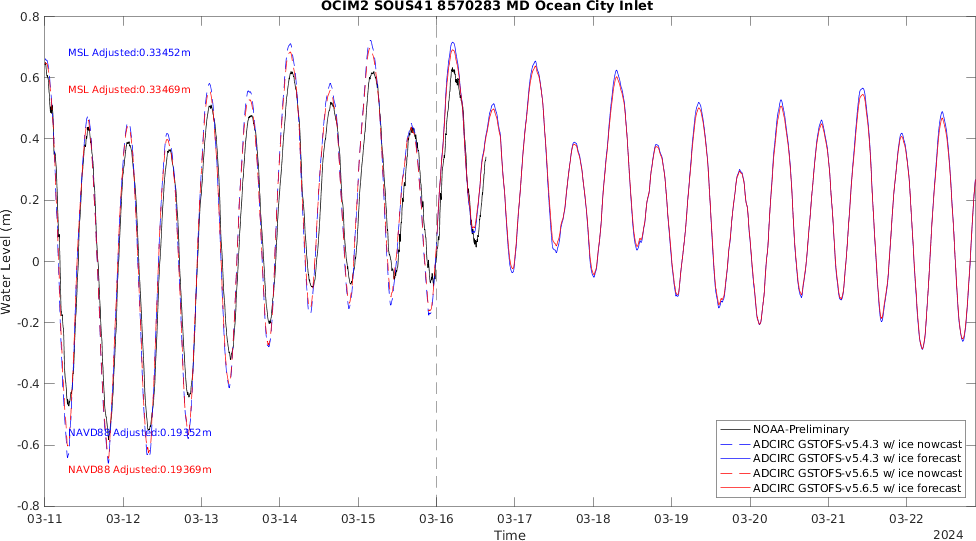 OCIM2 SOUS41 8570283 MD Ocean City Inlet
0.8
0.6
0.4
0.2
0
-0.2
-0.4
-0.6
-0.8
Water Level (m)
MSL Adjusted:0.33452m
MSL Adjusted:0.33469m
NAVD88 Adjusted:0.19352m
NAVD88 Adjusted:0.19369m
NOAA-Preliminary
ADCIRC GSTOFS-v5.4.3 w/ ice nowcast
ADCIRC GSTOFS-v5.4.3 w/ ice forecast
ADCIRC GSTOFS-v5.6.5 w/ ice nowcast
ADCIRC GSTOFS-v5.6.5 w/ ice forecast
03-11 03-12 03-13 03-14 03-15 03-16 03-17 03-18 03-19 03-20 03-21 03-22
Time
2024